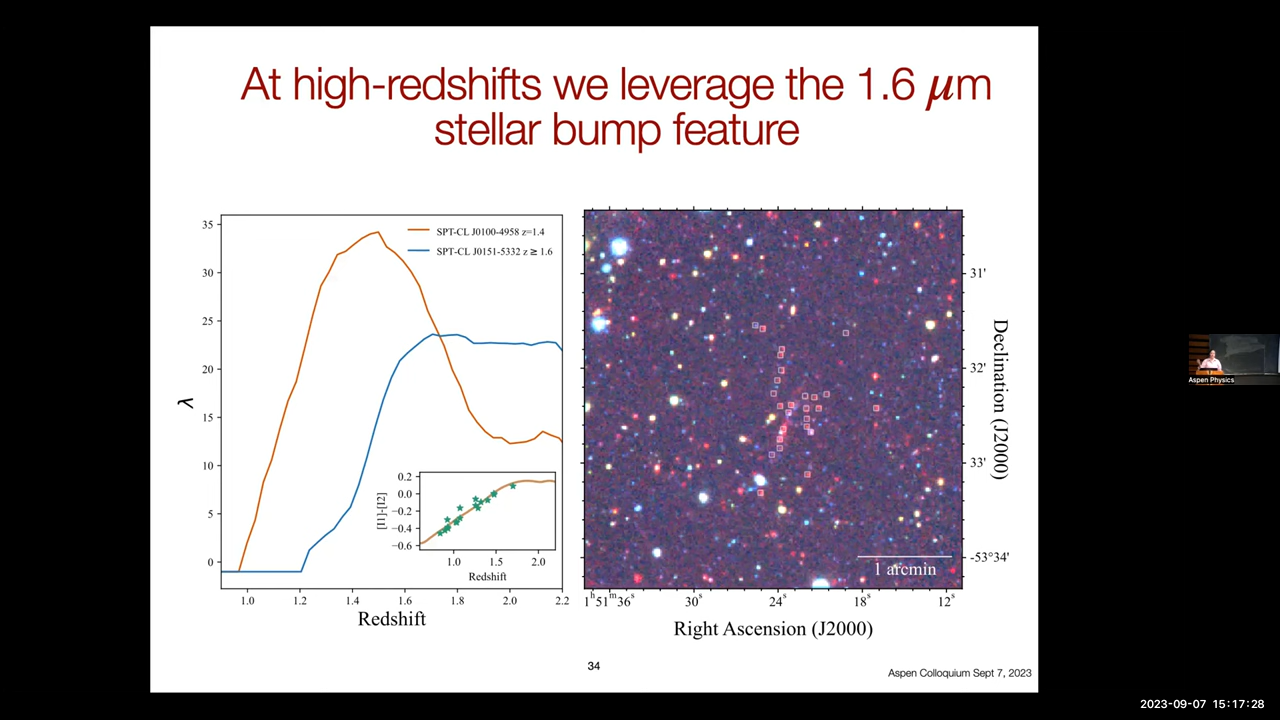 At high-redshifts we leverage the 1.6 μm
stellar bump feature
35
30
25
20
15
10
5
0
λ
SPT-CL J0100-4958 z=1.4
SPT-CL J0151-5332 z ≥ 1.6
0.2
0.0
−0.2
−0.4
−0.6
[I1]-[I2]
1.0 1.5 2.0
Redshift
1.0 1.2 1.4 1.6 1.8 2.0 2.2
Redshift
31'
32'
33'
-53°34'
Declination (J2000)
1 arcmin
1ʰ51ᵐ36ˢ 30ˢ 24ˢ 18ˢ 12ˢ
Right Ascension (J2000)
34
Aspen Colloquium Sept 7, 2023
Aspen Physics
2023-09-07 15:17:28